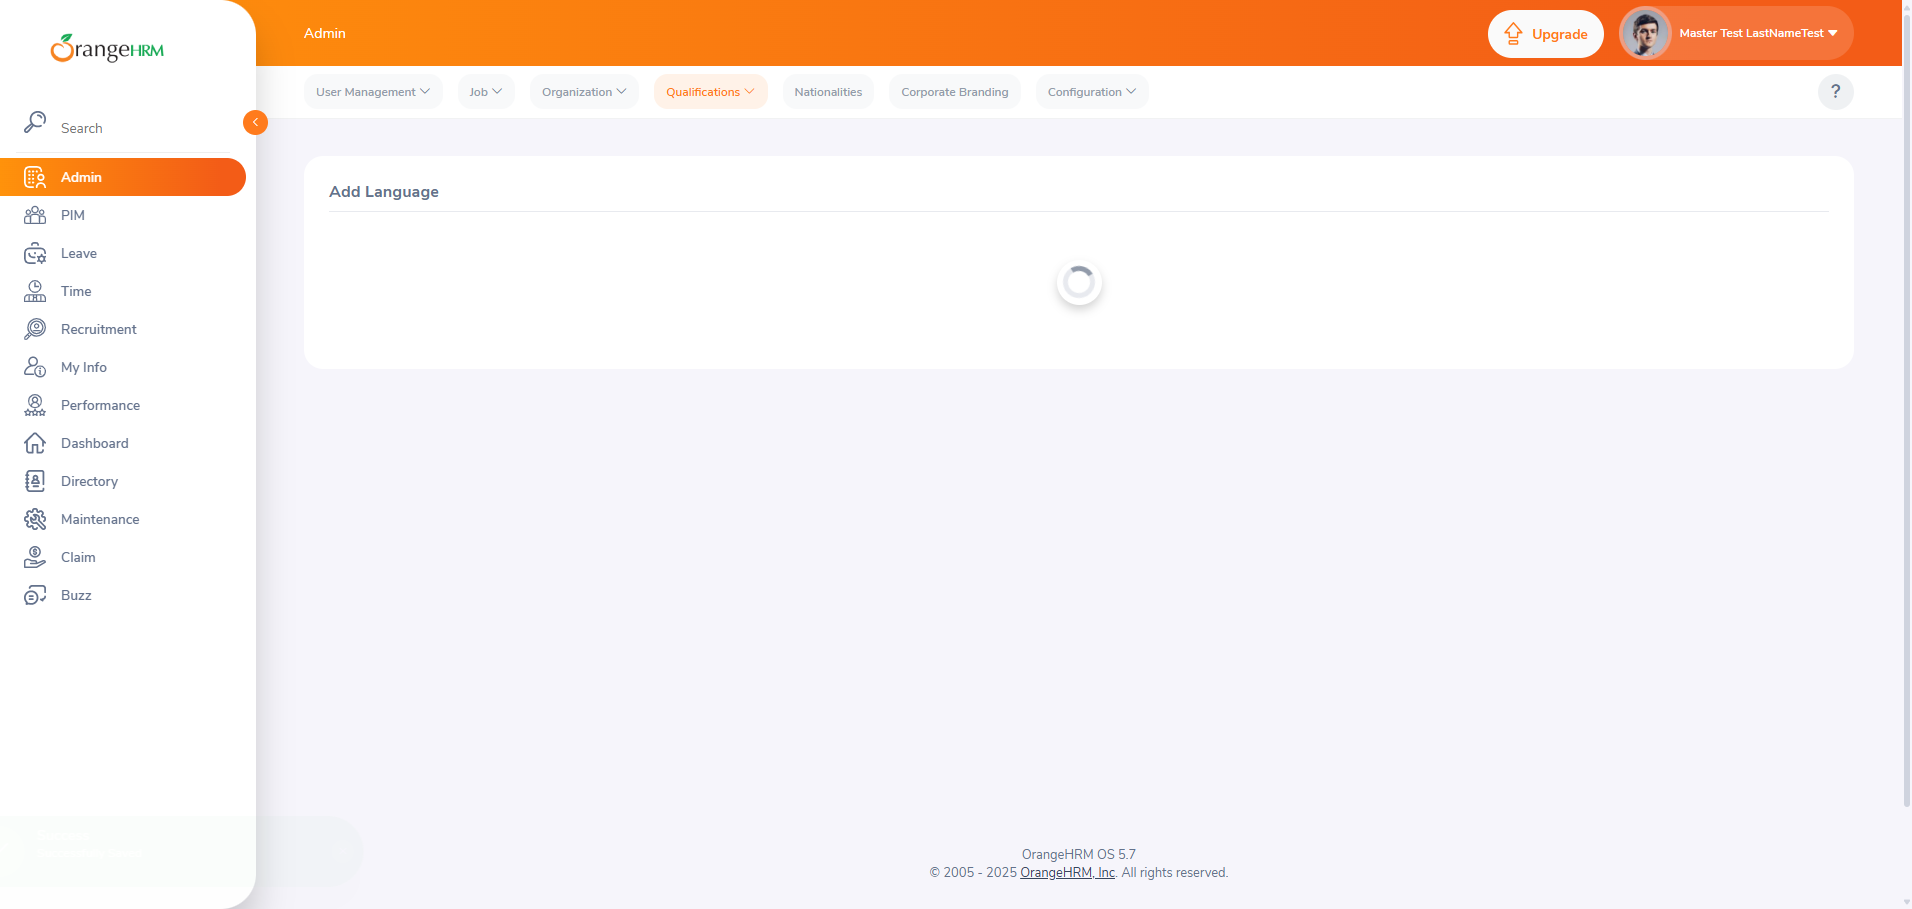 OrangeHRM
Admin
Upgrade
Master Test LastNameTest
User Management
Job
Organization
Qualifications
Nationalities
Corporate Branding
Configuration
?
Search
Admin
PIM
Leave
Time
Recruitment
My Info
Performance
Dashboard
Directory
Maintenance
Claim
Buzz
Add Language
OrangeHRM OS 5.7
© 2005 - 2025 OrangeHRM, Inc. All rights reserved.